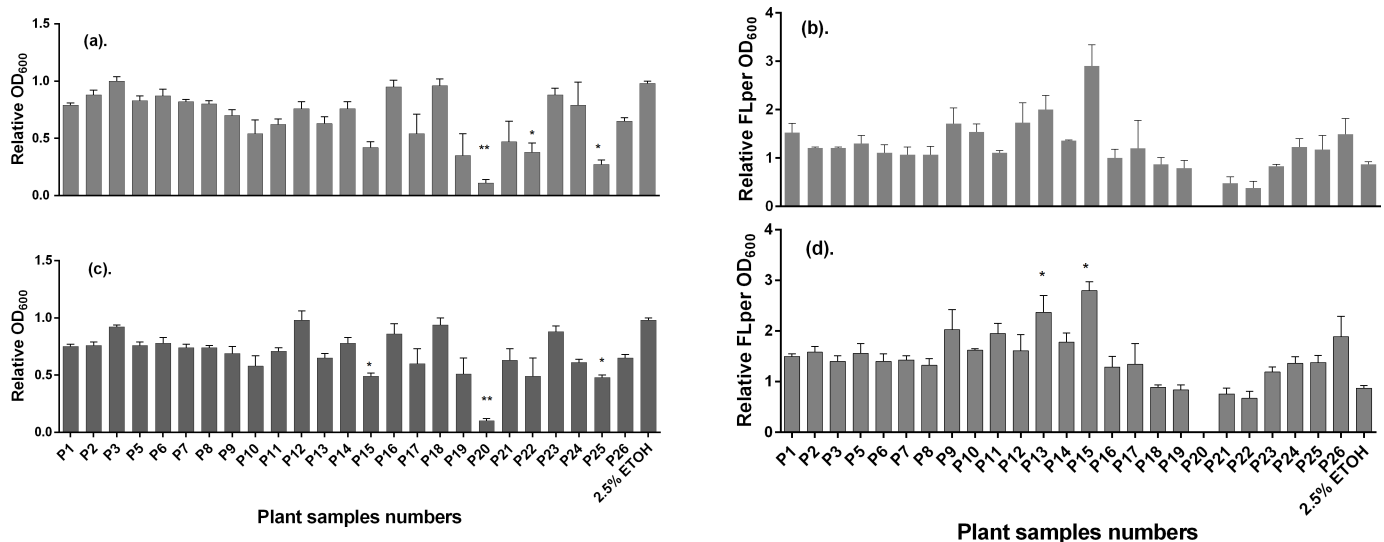 (a).
Relative OD600
1.5
1.0
0.5
0.0
**
*
*
(b).
Relative FLper OD600
4
3
2
1
0
(c).
Relative OD600
1.5
1.0
0.5
0.0
*
**
*
P1 P2 P3 P5 P6 P7 P8 P9 P10 P11 P12 P13 P14 P15 P16 P17 P18 P19 P20 P21 P22 P23 P24 P25 P26 2.5% ETOH
Plant samples numbers
(d).
Relative FLper OD600
4
3
2
1
0
*
*
P1 P2 P3 P5 P6 P7 P8 P9 P10 P11 P12 P13 P14 P15 P16 P17 P18 P19 P20 P21 P22 P23 P24 P25 P26 2.5% ETOH
Plant samples numbers